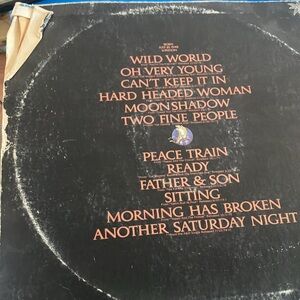 WILD WORLD
OH VERY YOUNG
CAN'T KEEP IT IN
HARD HEADED WOMAN
MOONSHADOW
TWO FINE PEOPLE
PEACE TRAIN
READY
FATHER & SON
SITTING
MORNING HAS BROKEN
ANOTHER SATURDAY NIGHT